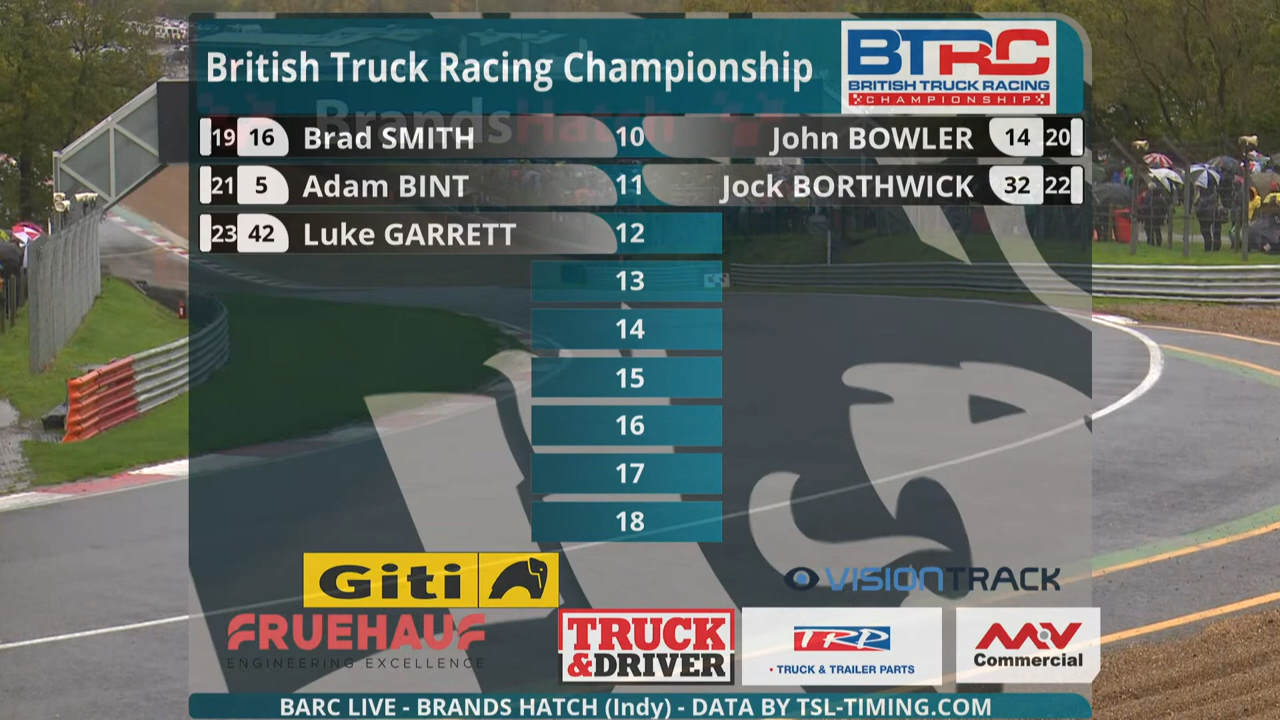 British Truck Racing Championship
BTRC
BRITISH TRUCK RACING
CHAMPIONSHIP
Brands Hatch
19 16 Brad SMITH 10 John BOWLER 14 20
21 5 Adam BINT 11 Jock BORTHWICK 32 22
23 42 Luke GARRETT 12
13
14
15
16
17
18
Giti
VISIONTRACK
FRUEHAUF
ENGINEERING EXCELLENCE
TRUCK
&DRIVER
TRP
• TRUCK & TRAILER PARTS
MV
Commercial
BARC LIVE - BRANDS HATCH (Indy) - DATA BY TSL-TIMING.COM